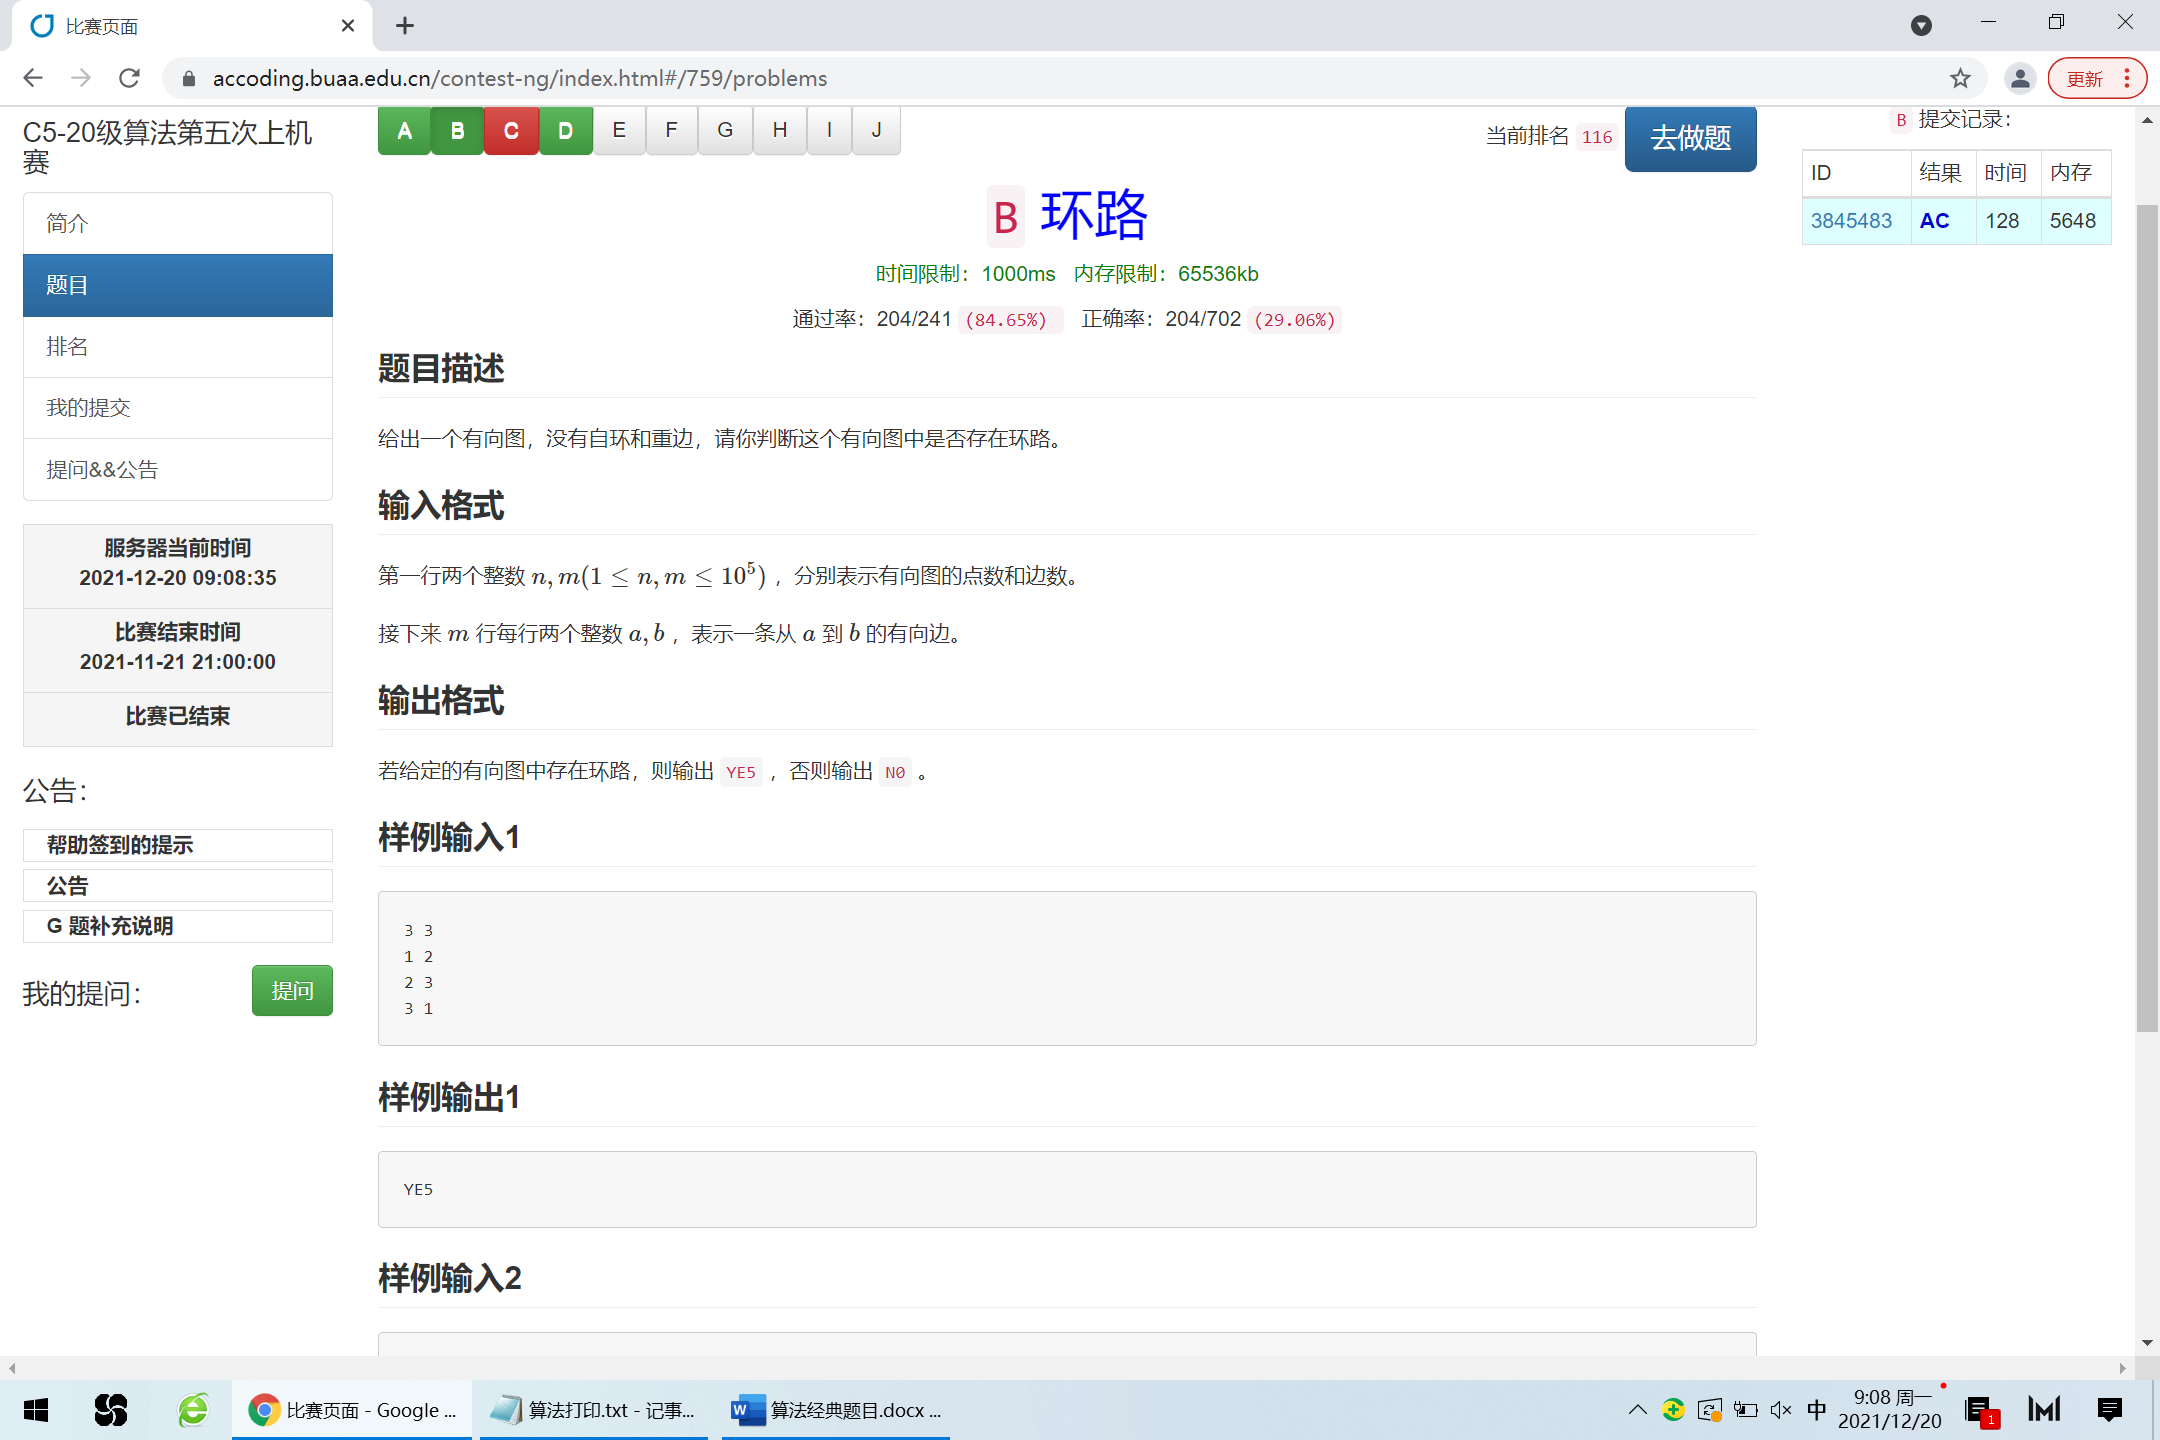 比赛页面
accoding.buaa.edu.cn/contest-ng/index.html#/759/problems
更新
C5-20级算法第五次上机
赛
简介
题目
排名
我的提交
提问&&公告
服务器当前时间
2021-12-20 09:08:35
比赛结束时间
2021-11-21 21:00:00
比赛已结束
公告：
帮助签到的提示
公告
G 题补充说明
我的提问：
提问
A B C D E F G H I J
当前排名 116 去做题
B 环路
时间限制：1000ms 内存限制：65536kb
通过率：204/241 (84.65%) 正确率：204/702 (29.06%)
题目描述
给出一个有向图，没有自环和重边，请你判断这个有向图中是否存在环路。
输入格式
第一行两个整数 n, m(1 ≤ n, m ≤ 10^5) ，分别表示有向图的点数和边数。
接下来 m 行每行两个整数 a, b ，表示一条从 a 到 b 的有向边。
输出格式
若给定的有向图中存在环路，则输出 YE5 ，否则输出 N0 。
样例输入1
3 3
1 2
2 3
3 1
样例输出1
YE5
样例输入2
B 提交记录：
ID 结果 时间 内存
3845483 AC 128 5648
比赛页面 - Google ...
算法打印.txt - 记事...
算法经典题目.docx ...
中
9:08 周一
2021/12/20
1